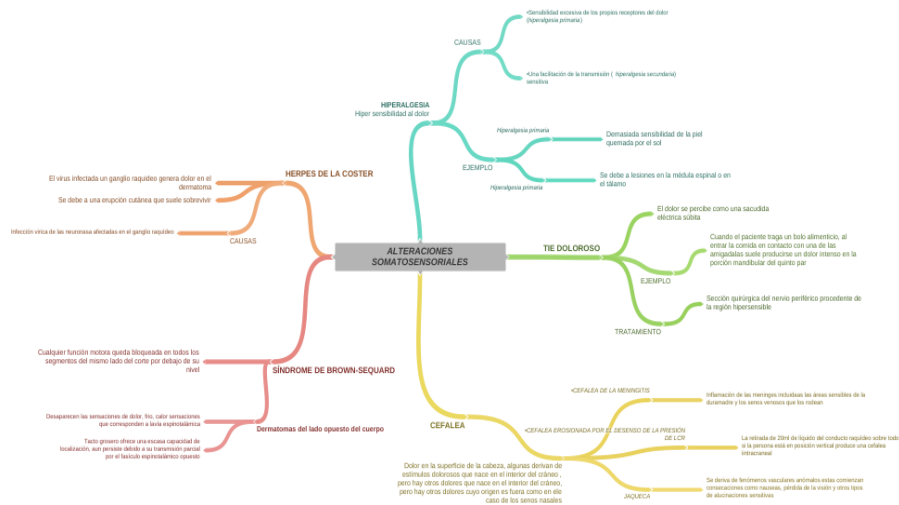 •Sensibilidad excesiva de los propios receptores del dolor
(hiperalgesia primaria)
CAUSAS
•Una facilitación de la transmisión ( hiperalgesia secundaria)
sensitiva
HIPERALGESIA
Hiper sensibilidad al dolor
Hiperalgesia primaria
Demasiada sensibilidad de la piel
quemada por el sol
EJEMPLO
Hiperalgesia primaria
Se debe a lesiones en la médula espinal o en
el tálamo
HERPES DE LA COSTER
El virus infectada un ganglio raquídeo genera dolor en el
dermatoma
Se debe a una erupción cutánea que suele sobrevivir
Infección vírica de las neuronasa afectadas en el ganglio raquídeo
CAUSAS
ALTERACIONES
SOMATOSENSORIALES
TIE DOLOROSO
El dolor se percibe como una sacudida
eléctrica súbita
Cuando el paciente traga un bolo alimenticio, al
entrar la corrida en contacto con una de las
amigadalas suele producirse un dolor intenso en la
porción mandibular del quinto par
EJEMPLO
Sección quirúrgica del nervio periférico procedente de
la región hipersensible
TRATAMIENTO
Cualquier función motora queda bloqueada en todos los
segmentos del mismo lado del corte por debajo de su
nivel
SÍNDROME DE BROWN-SEQUARD
Desaparecen las sensaciones de dolor, frio, calor sensaciones
que corresponden a lavia espinotalámica
Dermatomas del lado opuesto del cuerpo
Tacto grosero ofrece una escasa capacidad de
localización, aun persiste debido a su transmisión parcial
por el fasículo espinotalámico opuesto
CEFALEA
Dolor en la superficie de la cabeza, algunas derivan de
estímulos dolorosos que nace en el interior del cráneo ,
pero hay otros dolores que nace en el interior del cráneo,
pero hay otros dolores cuyo origen es fuera como en ele
caso de los senos nasales
•CEFALEA DE LA MENINGITIS
Inflamación de las meninges incluidaas las áreas sensibles de la
duramadre y los senos venosos que los rodean
•CEFALEA EROSIONADA POR EL DESENSO DE LA PRESIÓN
DE LCR
La retirada de 20ml de líquido del conducto raquídeo sobre todo
si la persona está en posición vertical produce una cefalea
intracraneal
JAQUECA
Se deriva de fenómenos vasculares anómalos estas comienzan
consecaciones como nauseas, pérdida de la visión y otros tipos
de alucinaciones sensitivas